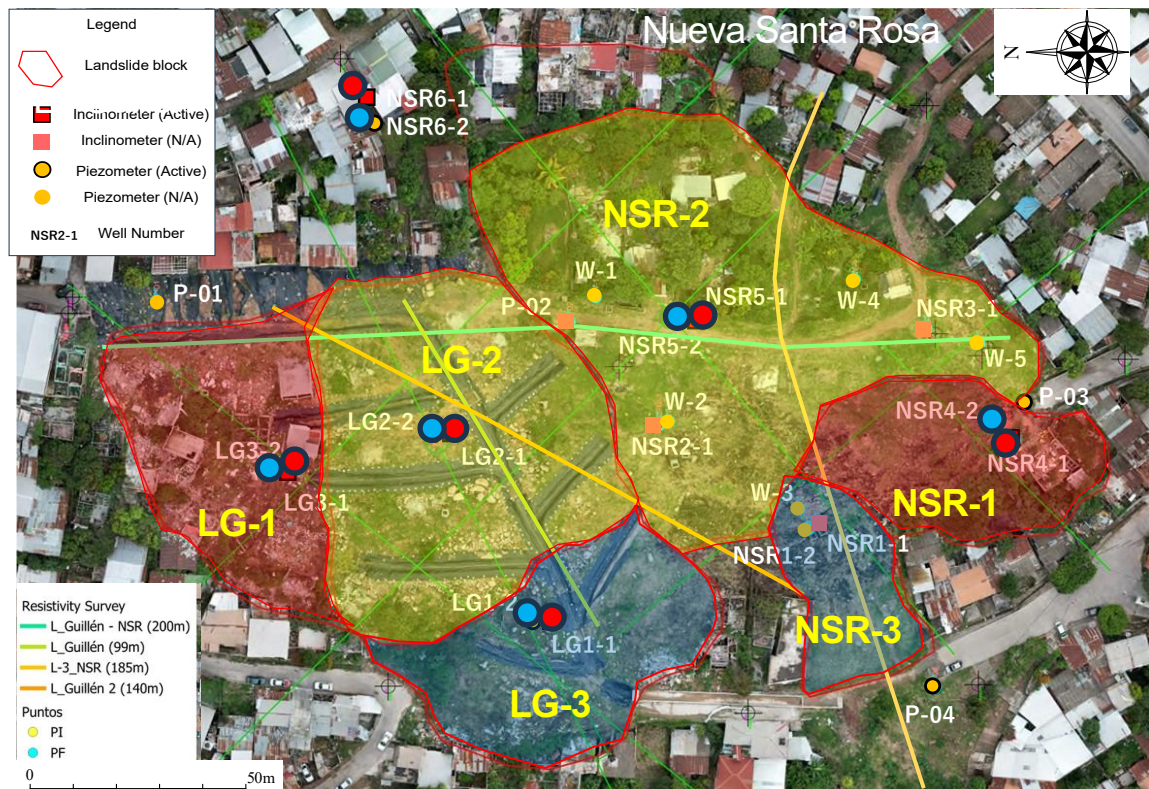 Nueva Santa Rosa
N
Legend
Landslide block
Inclinometer (Active)
Inclinometer (N/A)
Piezometer (Active)
Piezometer (N/A)
NSR2-1 Well Number
NSR6-1
NSR6-2
NSR-2
P-01
W-1
P-02
NSR5-1
NSR5-2
W-4
NSR3-1
W-5
LG-2
P-03
LG2-2
LG2-1
W-2
NSR2-1
NSR4-2
NSR4-1
LG3-2
LG3-1
LG-1
NSR-1
W-3
NSR1-2
NSR1-1
LG1-2
LG1-1
NSR-3
LG-3
P-04
Resistivity Survey
L_Guillén - NSR (200m)
L_Guillén (99m)
L-3_NSR (185m)
L_Guillén 2 (140m)
Puntos
PI
PF
0 50m